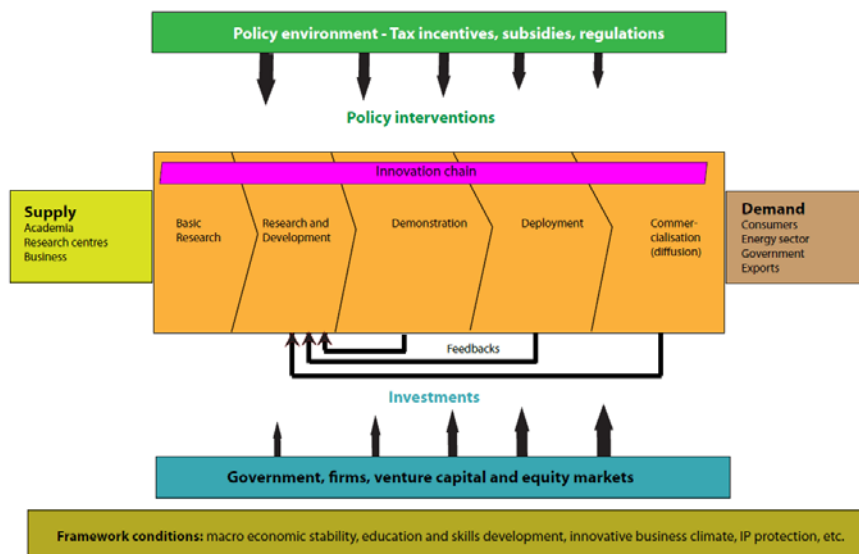 Policy environment - Tax incentives, subsidies, regulations
Policy interventions
Innovation chain
Supply
Academia
Research centres
Business
Basic
Research
Research and
Development
Demonstration
Deployment
Commer-
cialisation
(diffusion)
Demand
Consumers
Energy sector
Government
Exports
Feedbacks
Investments
Government, firms, venture capital and equity markets
Framework conditions: macro economic stability, education and skills development, innovative business climate, IP protection, etc.